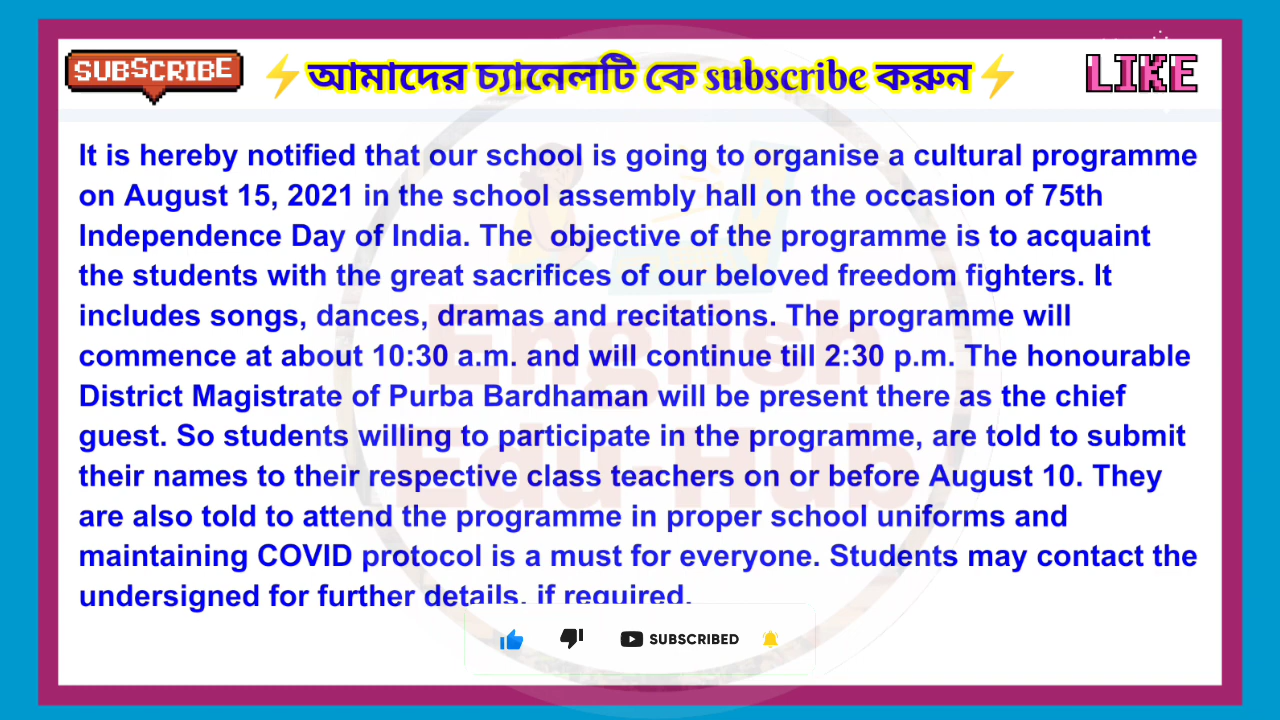 SUBSCRIBE
⚡আমাদের চ্যানেলটি কে subscribe করুন⚡
LIKE
It is hereby notified that our school is going to organise a cultural programme
on August 15, 2021 in the school assembly hall on the occasion of 75th
Independence Day of India. The objective of the programme is to acquaint
the students with the great sacrifices of our beloved freedom fighters. It
includes songs, dances, dramas and recitations. The programme will
commence at about 10:30 a.m. and will continue till 2:30 p.m. The honourable
District Magistrate of Purba Bardhaman will be present there as the chief
guest. So students willing to participate in the programme, are told to submit
their names to their respective class teachers on or before August 10. They
are also told to attend the programme in proper school uniforms and
maintaining COVID protocol is a must for everyone. Students may contact the
undersigned for further details, if required.
English
Edu-Hub
SUBSCRIBED